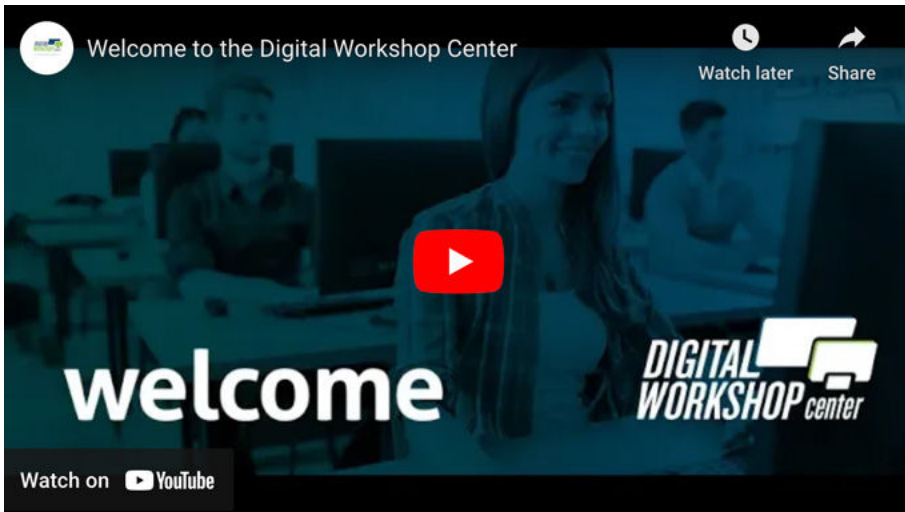 Welcome to the Digital Workshop Center
Watch later
Share
welcome
DIGITAL
WORKSHOP center
Watch on YouTube